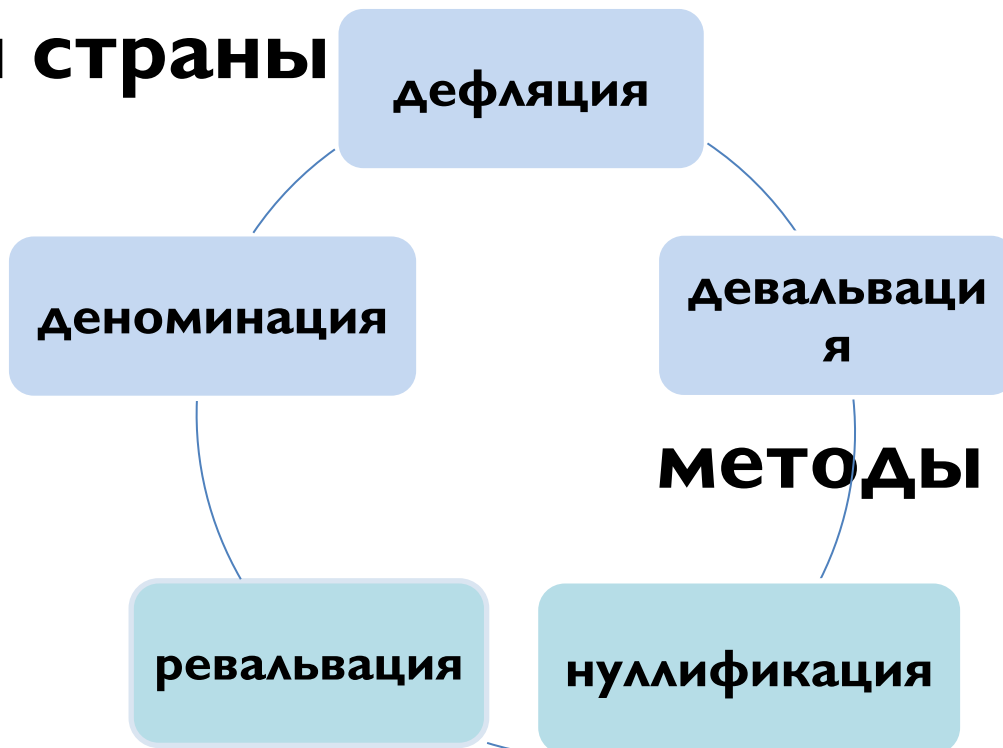 страны
дефляция
деноминация
девальваци
я
методы
ревальвация
нуллификация